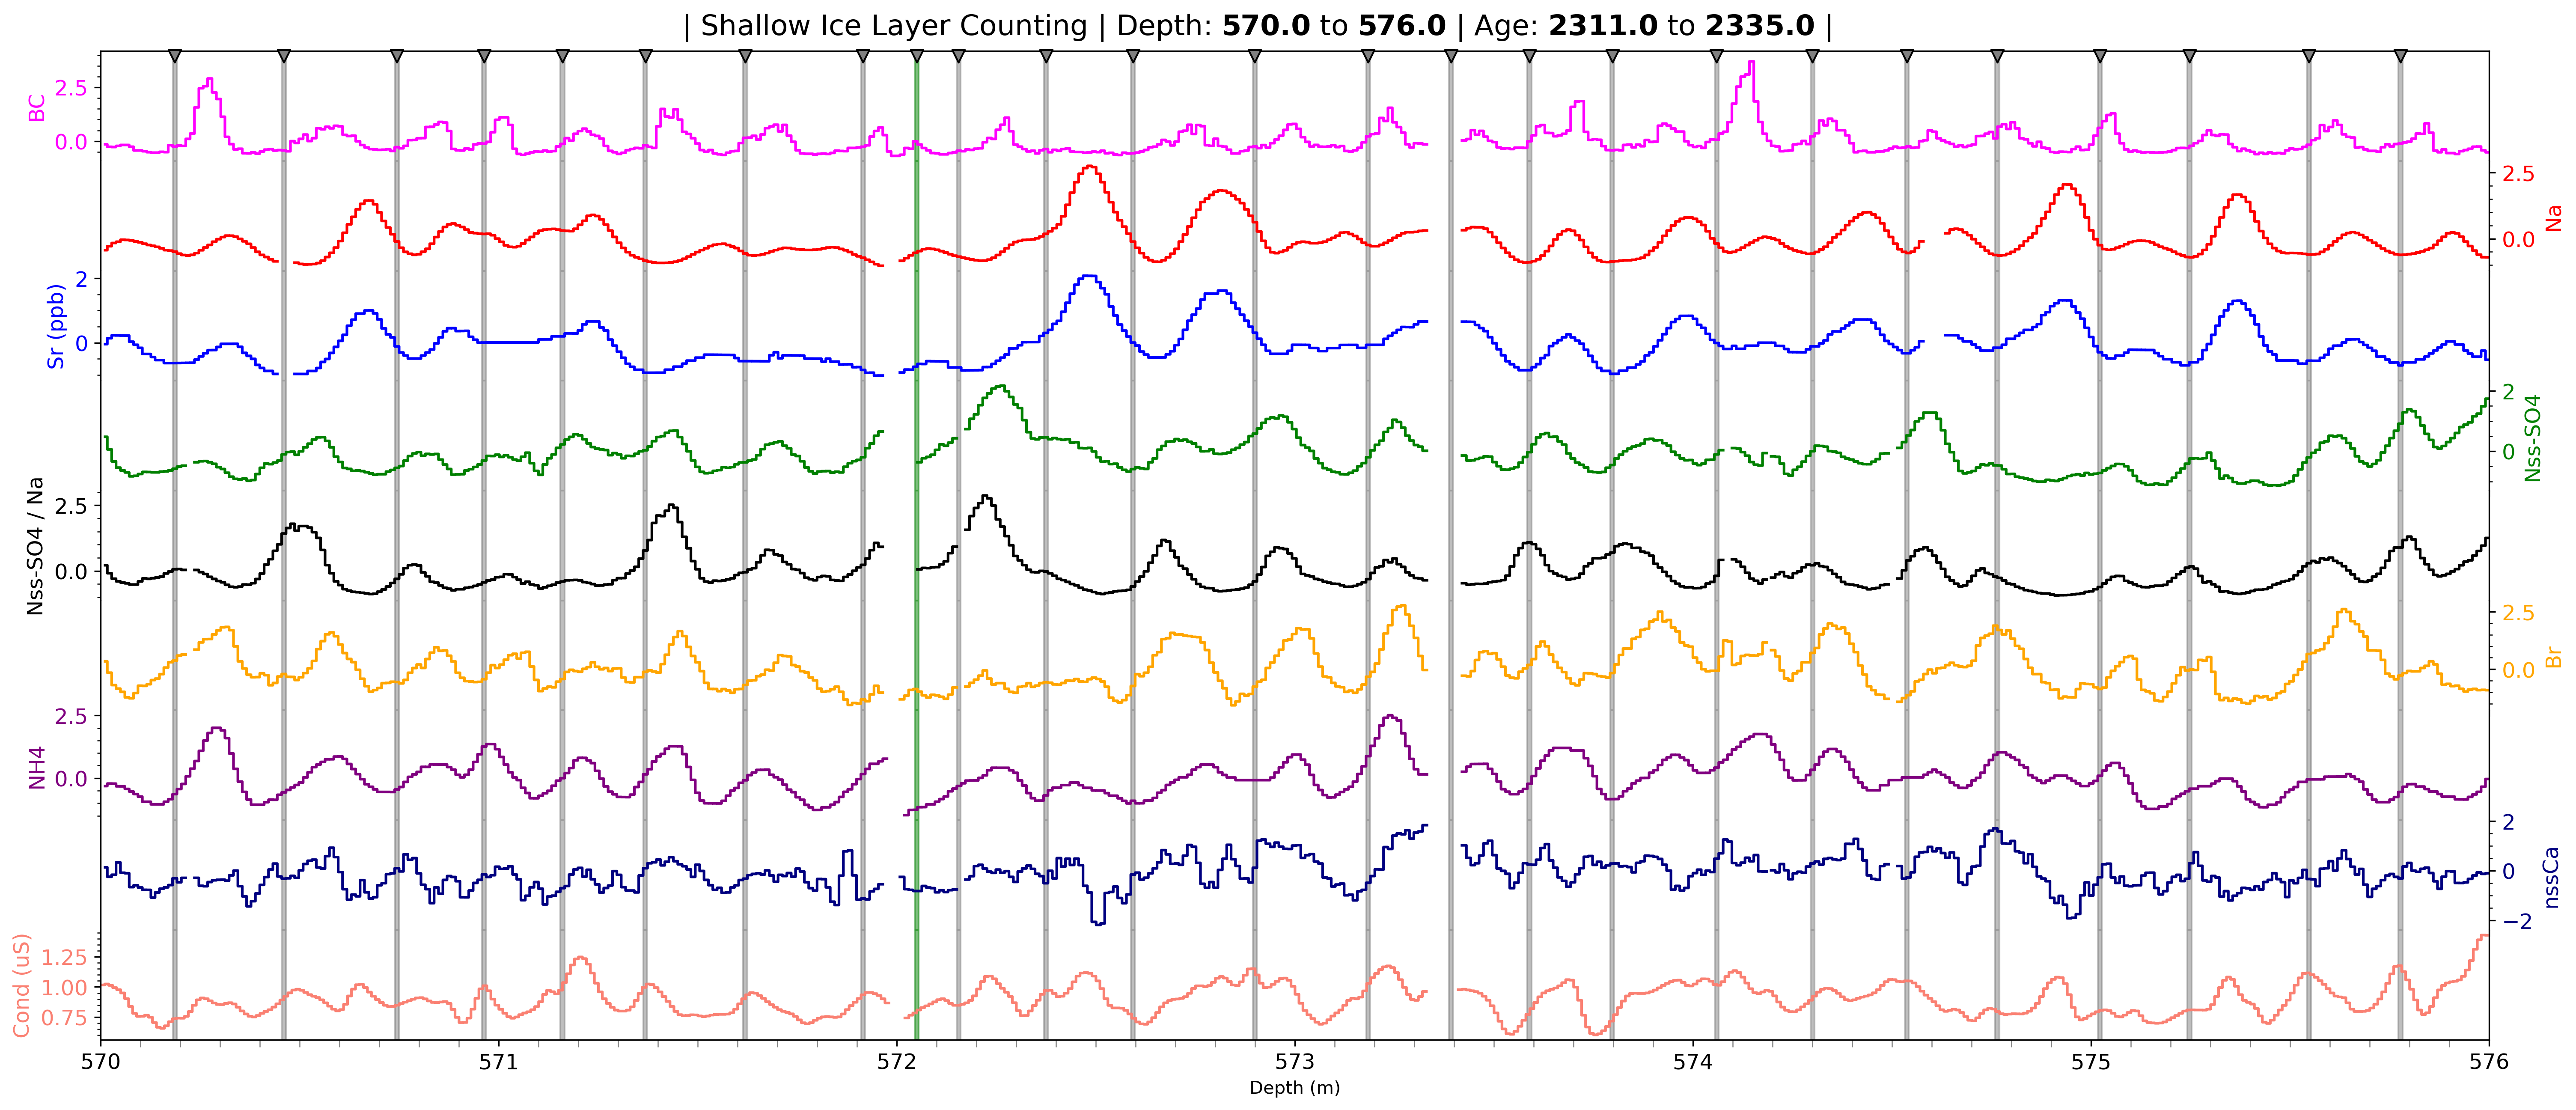 | Shallow Ice Layer Counting | Depth: 570.0 to 576.0 | Age: 2311.0 to 2335.0 |
BC
2.5
0.0
2.5
0.0
Na
Sr (ppb)
2
0
2
0
Nss-SO4
Nss-SO4 / Na
2.5
0.0
2.5
0.0
Br
NH4
2.5
0.0
2
0
−2
nssCa
Cond (uS)
1.25
1.00
0.75
570
571
572
573
574
575
576
Depth (m)